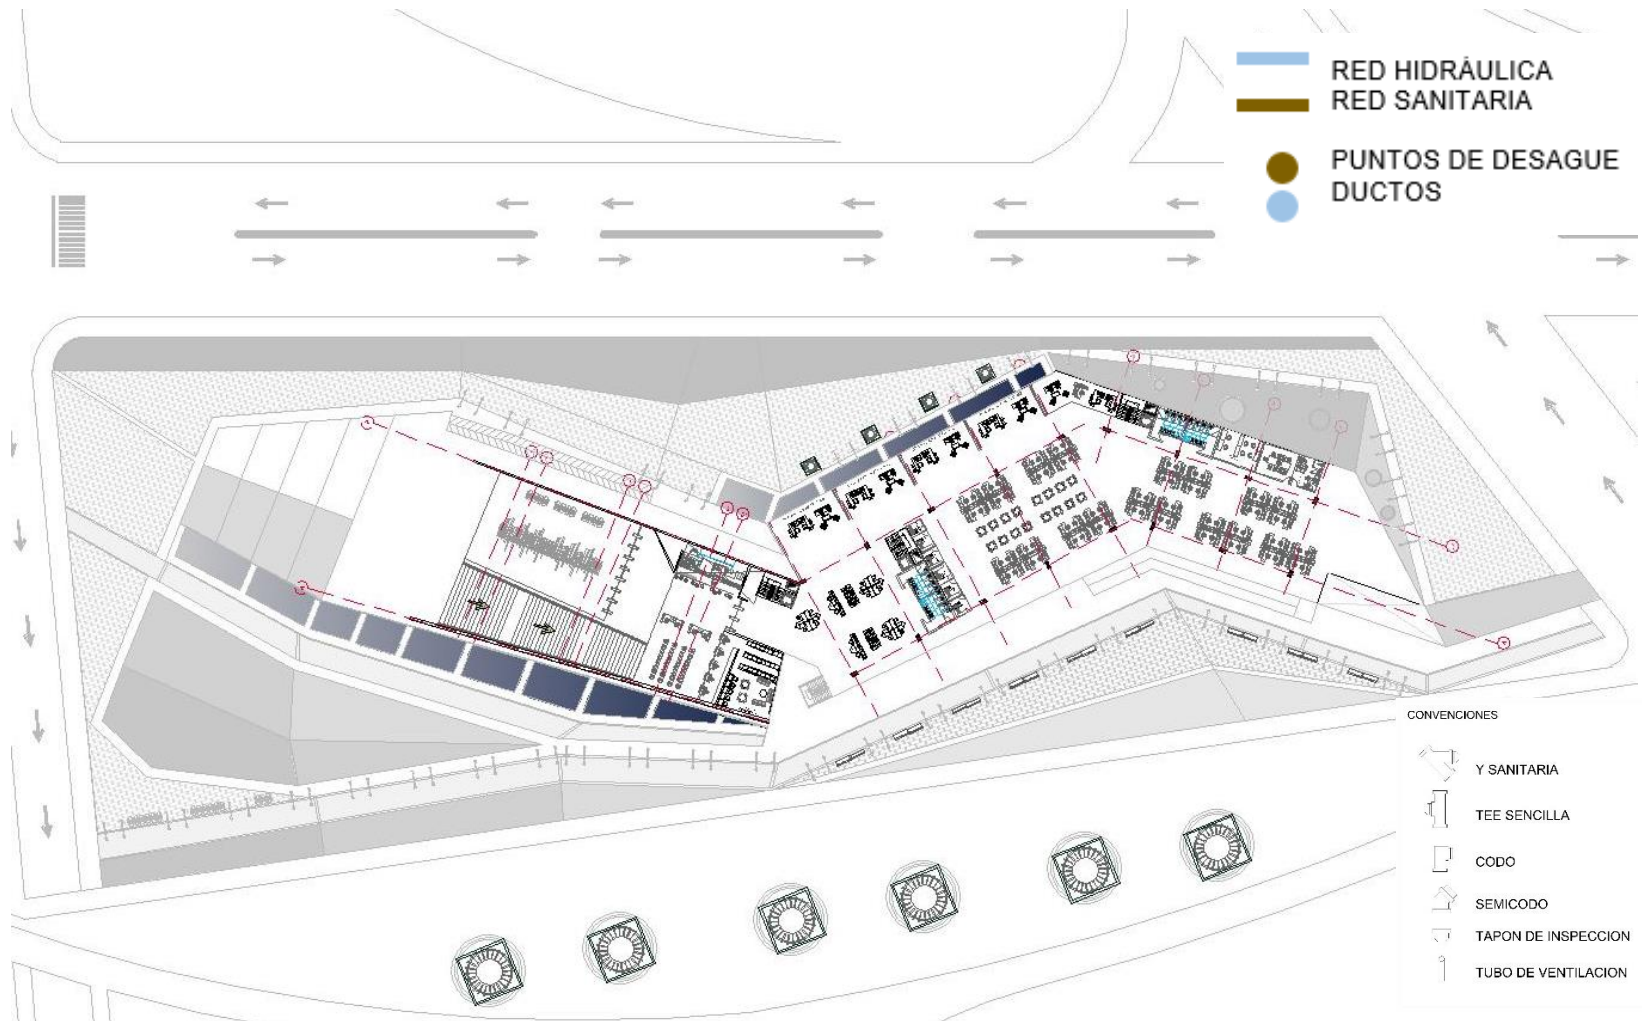 RED HIDRÁULICA
RED SANITARIA
PUNTOS DE DESAGUE
DUCTOS
CONVENCIONES
Y SANITARIA
TEE SENCILLA
CODO
SEMICODO
TAPON DE INSPECCION
TUBO DE VENTILACION